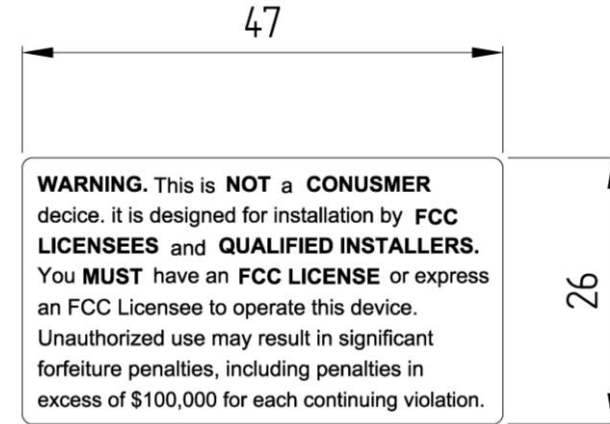 47
WARNING. This is NOT a CONUSMER
decice. it is designed for installation by FCC
LICENSEES and QUALIFIED INSTALLERS.
You MUST have an FCC LICENSE or express
an FCC Licensee to operate this device.
Unauthorized use may result in significant
forfeiture penalties, including penalties in
excess of $100,000 for each continuing violation.
26